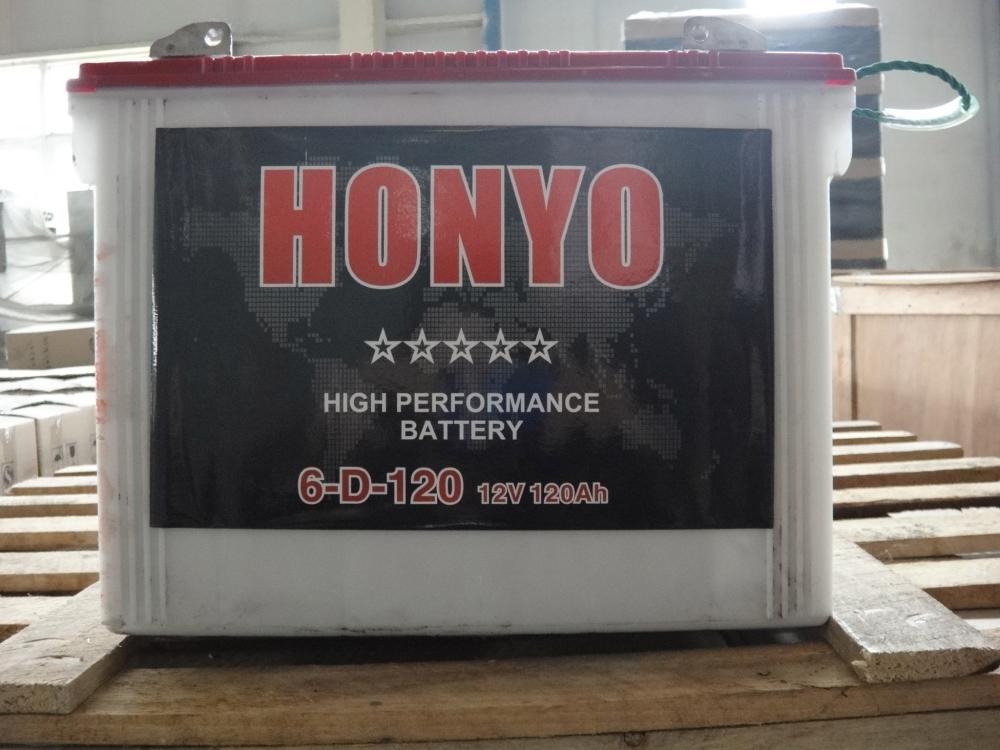 HONYO
☆☆☆☆☆
HIGH PERFORMANCE
BATTERY
6-D-120 12V 120Ah